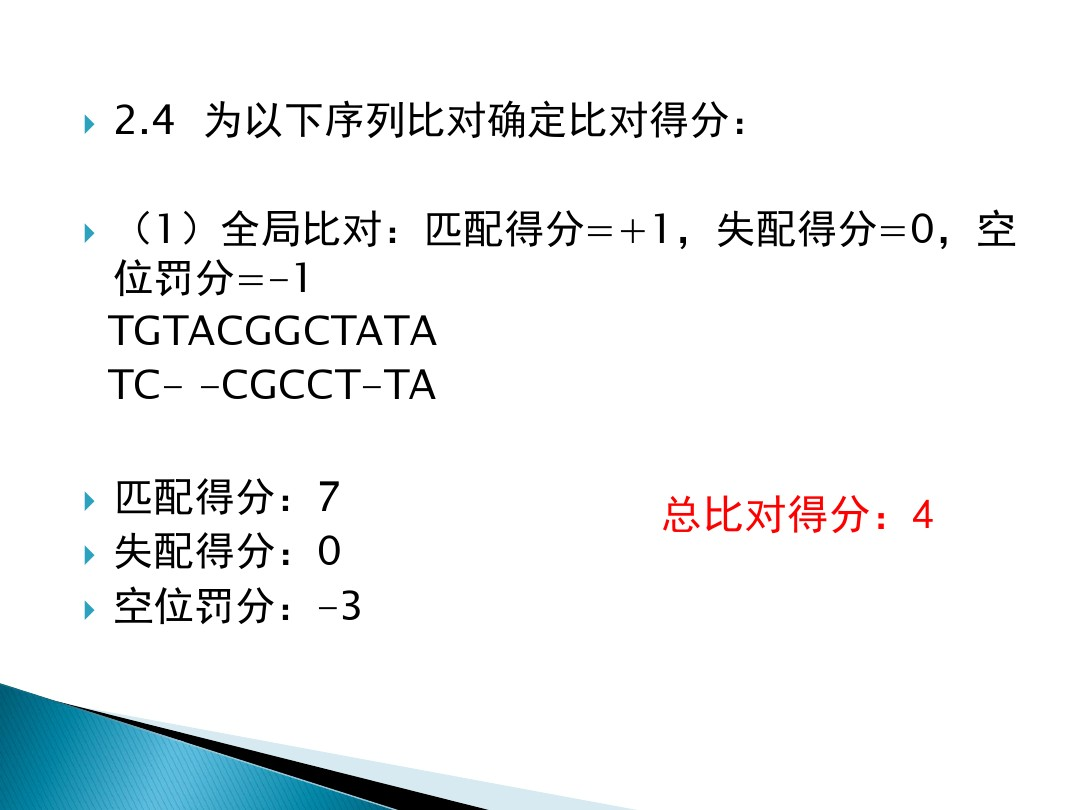 2.4 为以下序列比对确定比对得分：
（1）全局比对：匹配得分=+1，失配得分=0，空
位罚分=-1
TGTACGGCTATA
TC- -CGCCT-TA
匹配得分：7
失配得分：0
空位罚分：-3
总比对得分：4